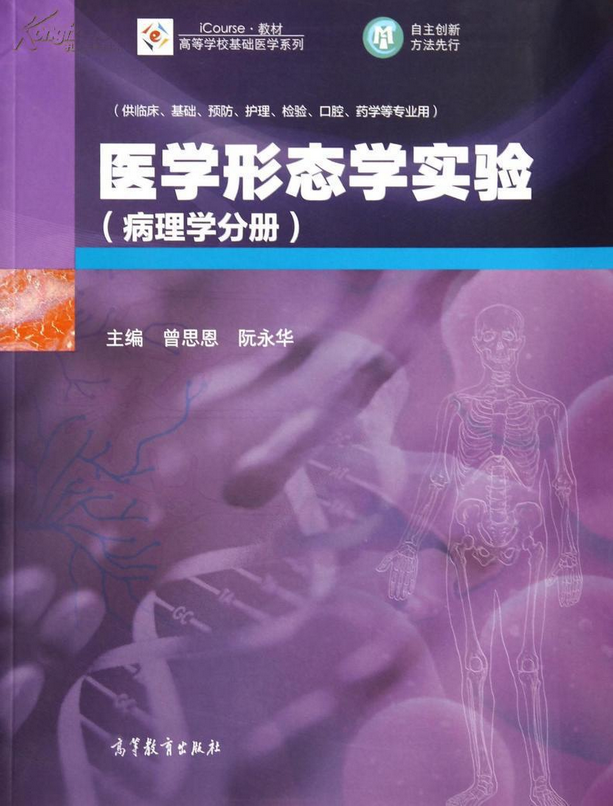 iCourse · 教材
高等学校基础医学系列
自主创新
方法先行
（供临床、基础、预防、护理、检验、口腔、药学等专业用）
医学形态学实验
（病理学分册）
主编 曾思恩 阮永华
GC
高等教育出版社